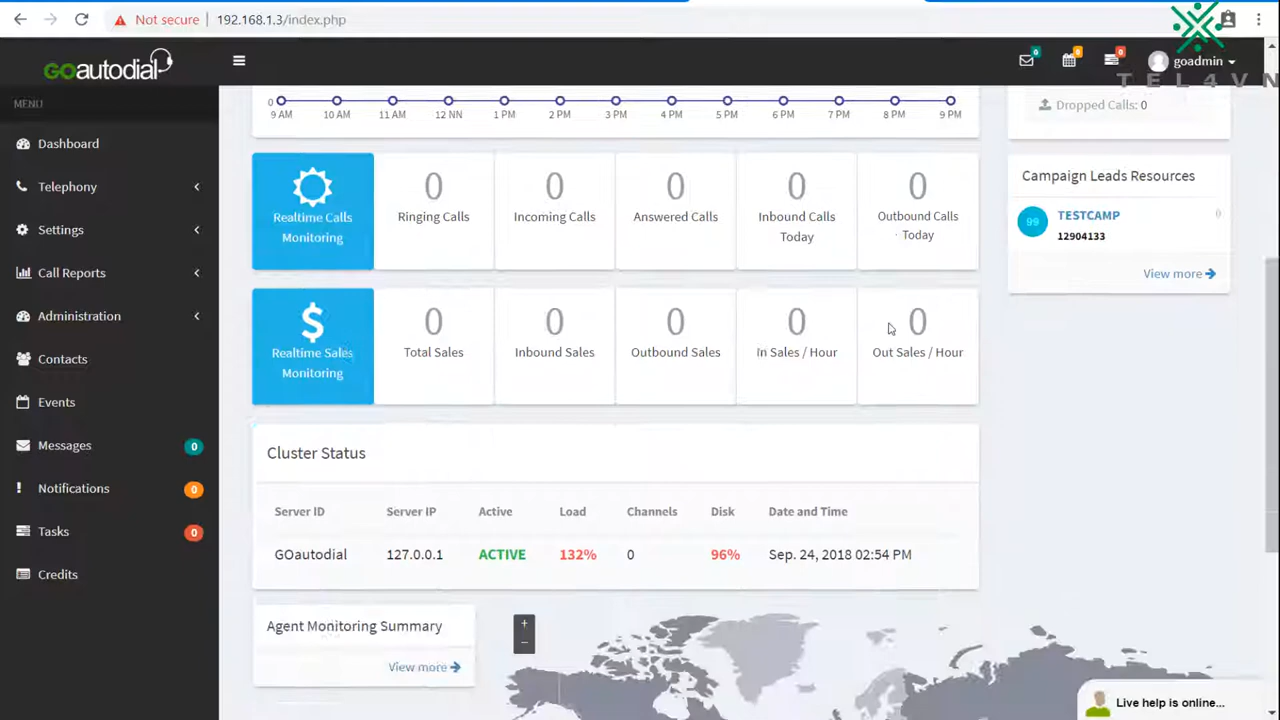 Not secure
192.168.1.3/index.php
GOautodial
0
0
0
goadmin
TEL4VN
MENU
Dashboard
Telephony
Settings
Call Reports
Administration
Contacts
Events
Messages
0
Notifications
0
Tasks
0
Credits
0
9 AM
10 AM
11 AM
12 NN
1 PM
2 PM
3 PM
4 PM
5 PM
6 PM
7 PM
8 PM
9 PM
Dropped Calls: 0
Realtime Calls
Monitoring
0
Ringing Calls
0
Incoming Calls
0
Answered Calls
0
Inbound Calls
Today
0
Outbound Calls
Today
Campaign Leads Resources
99
TESTCAMP
0
12904133
View more
$
Realtime Sales
Monitoring
0
Total Sales
0
Inbound Sales
0
Outbound Sales
0
In Sales / Hour
0
Out Sales / Hour
Cluster Status
Server ID
Server IP
Active
Load
Channels
Disk
Date and Time
GOautodial
127.0.0.1
ACTIVE
132%
0
96%
Sep. 24, 2018 02:54 PM
Agent Monitoring Summary
View more
+
−
Live help is online...